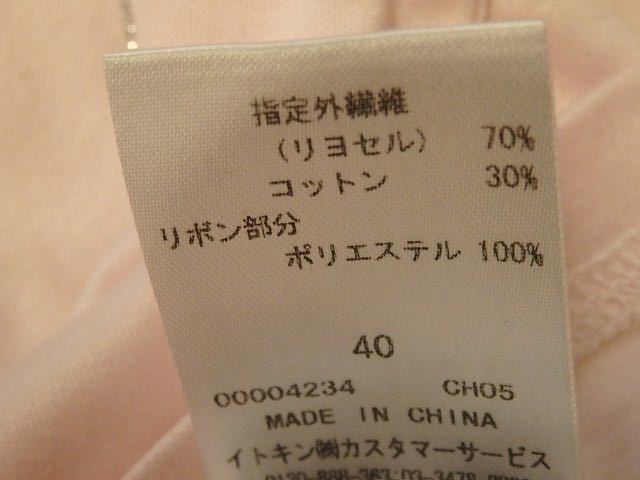 指定外繊維
(リヨセル) 70%
コットン 30%
リボン部分
ポリエステル 100%
40
00004234 CH05
MADE IN CHINA
イトキン㈱カスタマーサービス